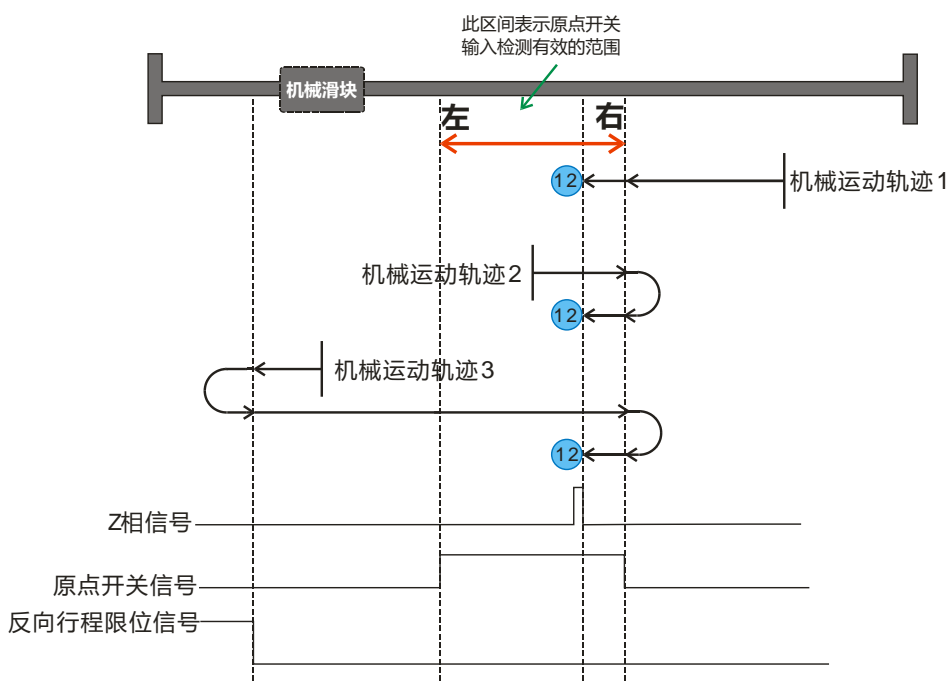 此区间表示原点开关
输入检测有效的范围
机械滑块
左
右
12
机械运动轨迹1
机械运动轨迹2
12
机械运动轨迹3
12
Z相信号
原点开关信号
反向行程限位信号